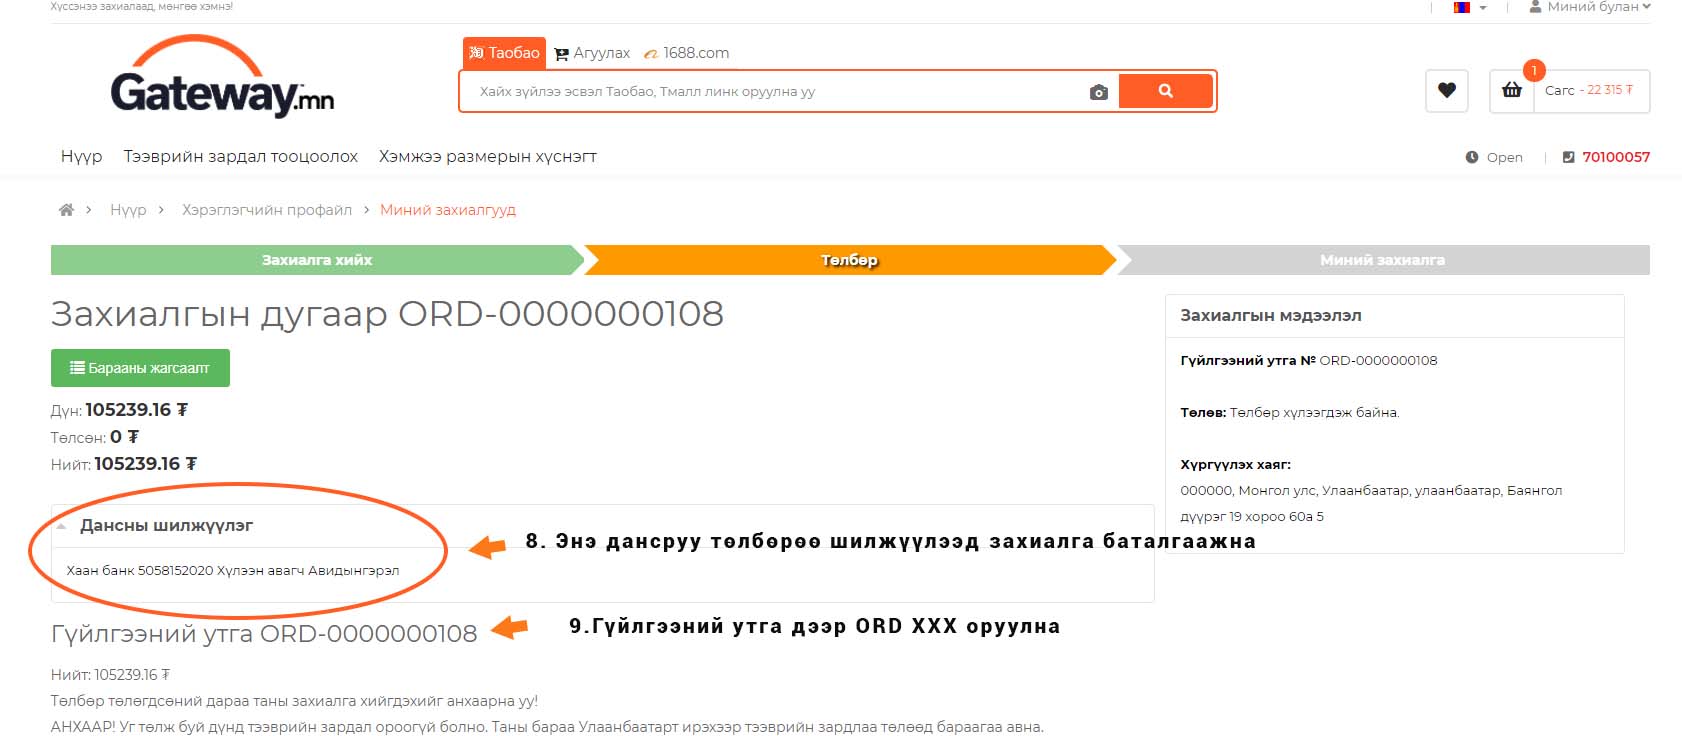 Хүссэнээ захиалаад, мөнгөө хэмнэ!
Миний булан
Gateway.mn
淘 Таобао Агуулах 1688.com
Хайх зүйлээ эсвэл Таобао, Тмалл линк оруулна уу
1
Сагс - 22 315 ₮
Нүүр Тээврийн зардал тооцоолох Хэмжээ размерын хүснэгт
Open 70100057
Нүүр Хэрэглэгчийн профайл Миний захиалгууд
Захиалга хийх Төлбөр Миний захиалга
Захиалгын дугаар ORD-0000000108
Барааны жагсаалт
Дүн: 105239.16 ₮
Төлсөн: 0 ₮
Нийт: 105239.16 ₮
Захиалгын мэдээлэл
Гүйлгээний утга № ORD-0000000108
Төлөв: Төлбөр хүлээгдэж байна.
Хүргүүлэх хаяг:
000000, Монгол улс, Улаанбаатар, улаанбаатар, Баянгол
дүүрэг 19 хороо 60а 5
Дансны шилжүүлэг
8. Энэ дансруу төлбөрөө шилжүүлээд захиалга баталгаажна
Хаан банк 5058152020 Хүлээн авагч Авидынгэрэл
Гүйлгээний утга ORD-0000000108
9.Гүйлгээний утга дээр ORD XXX оруулна
Нийт: 105239.16 ₮
Төлбөр төлөгдсөний дараа таны захиалга хийгдэхийг анхаарна уу!
АНХААР! Уг төлж буй дүнд тээврийн зардал ороогүй болно. Таны бараа Улаанбаатарт ирэхээр тээврийн зардлаа төлөөд бараагаа авна.